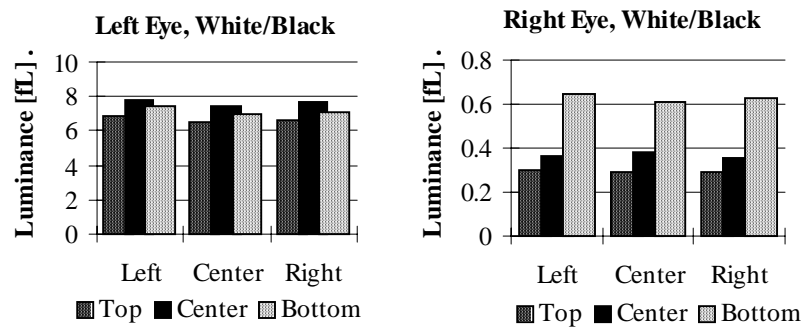 Left Eye, White/Black
Luminance [fL] .
10
8
6
4
2
0
Left Center Right
Top Center Bottom
Right Eye, White/Black
Luminance [fL] .
0.8
0.6
0.4
0.2
0
Left Center Right
Top Center Bottom